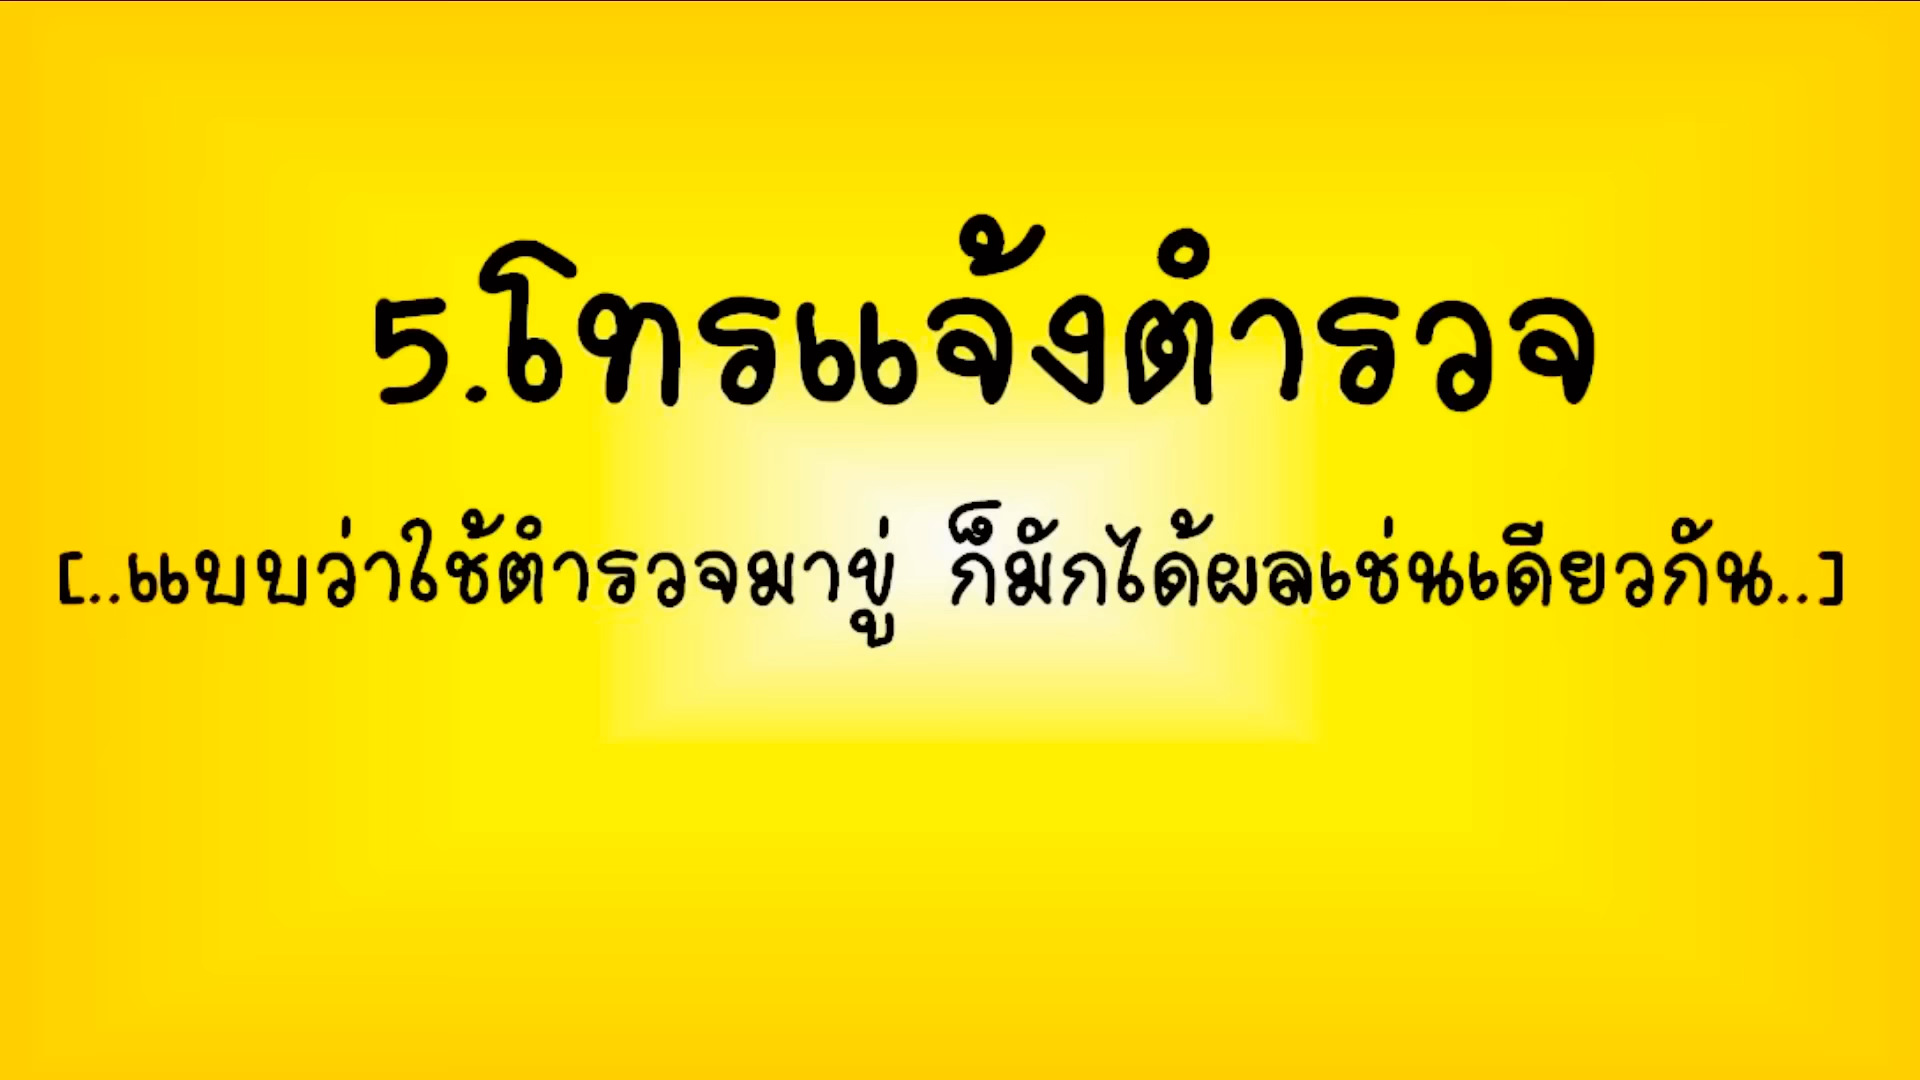 5.โทรแจ้งตำรวจ
[..แบบว่าใช้ตำรวจมาขู่ ก็มักได้ผลเช่นเดียวกัน..]